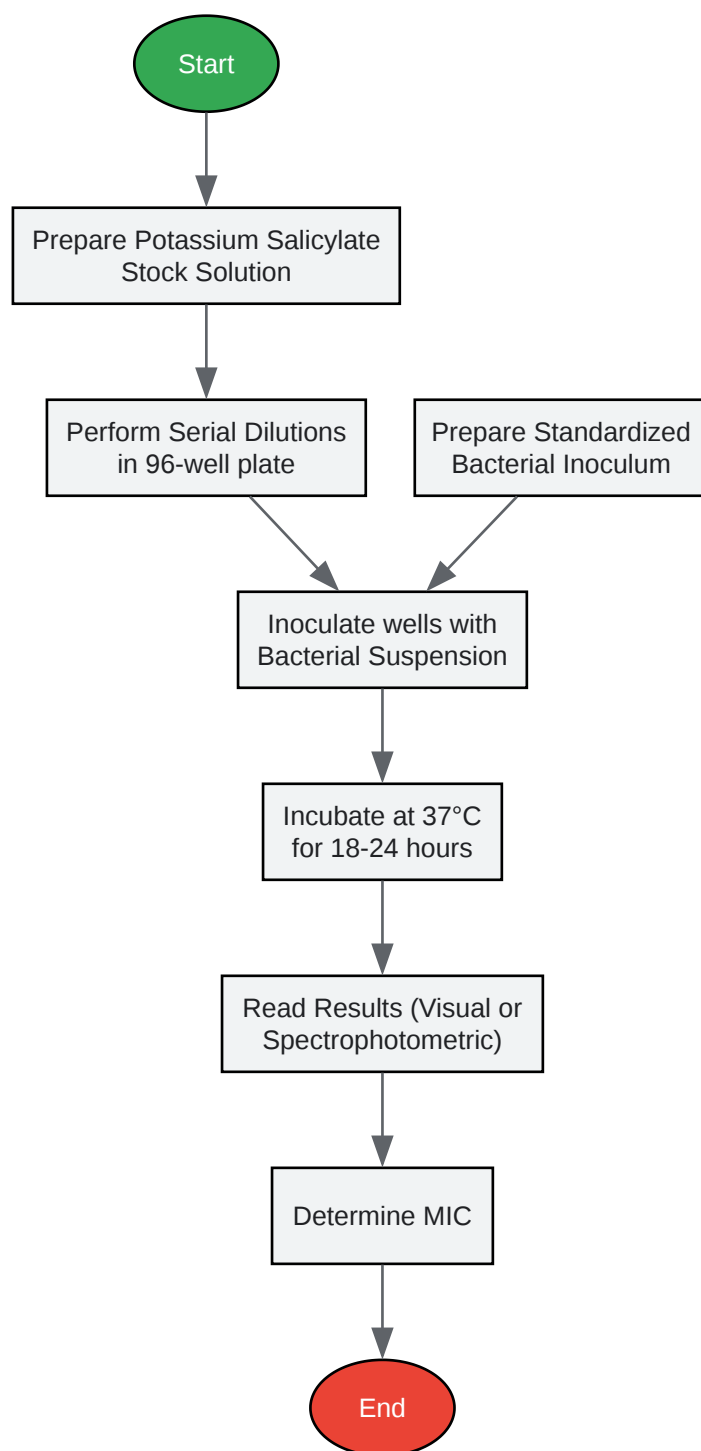 Start
Prepare Potassium Salicylate
Stock Solution
Perform Serial Dilutions
in 96-well plate
Prepare Standardized
Bacterial Inoculum
Inoculate wells with
Bacterial Suspension
Incubate at 37°C
for 18-24 hours
Read Results (Visual or
Spectrophotometric)
Determine MIC
End